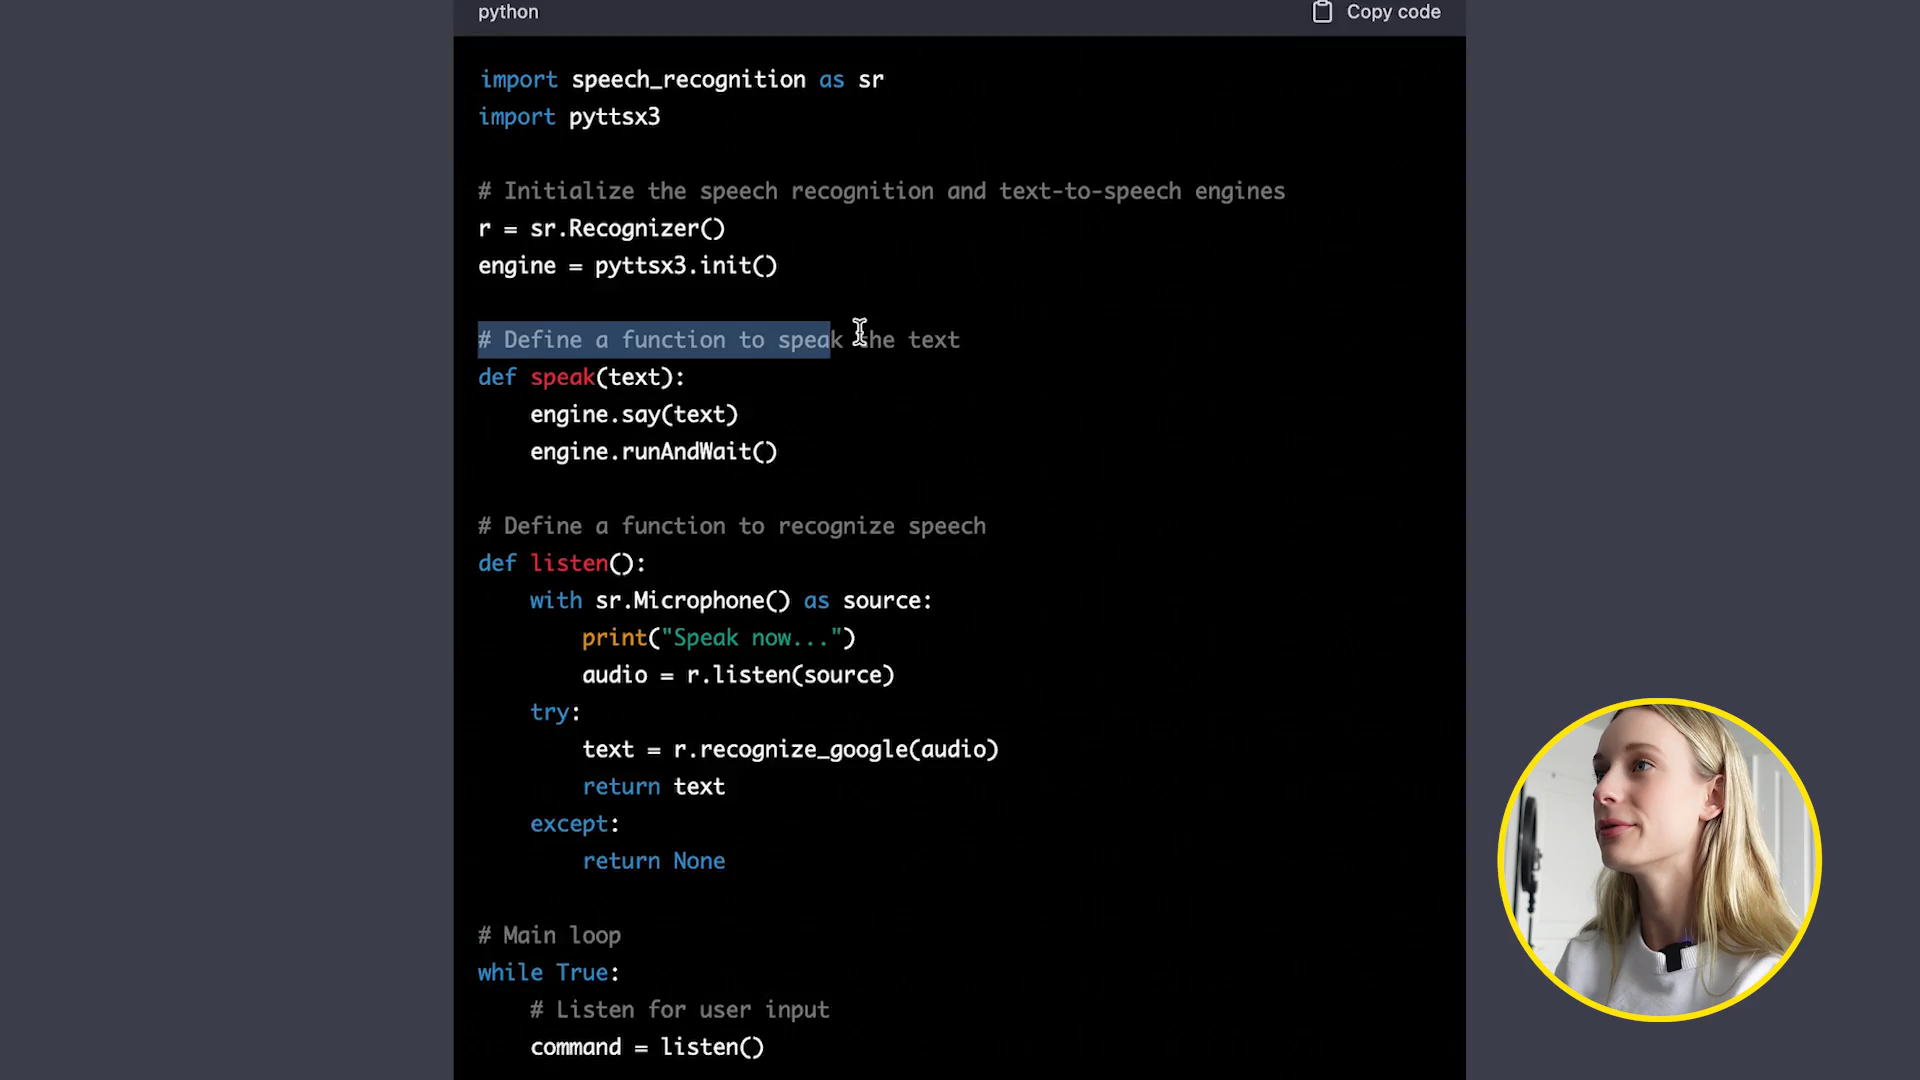 python
Copy code
import speech_recognition as sr
import pyttsx3
# Initialize the speech recognition and text-to-speech engines
r = sr.Recognizer()
engine = pyttsx3.init()
# Define a function to speak the text
def speak(text):
    engine.say(text)
    engine.runAndWait()
# Define a function to recognize speech
def listen():
    with sr.Microphone() as source:
        print("Speak now...")
        audio = r.listen(source)
    try:
        text = r.recognize_google(audio)
        return text
    except:
        return None
# Main loop
while True:
    # Listen for user input
    command = listen()